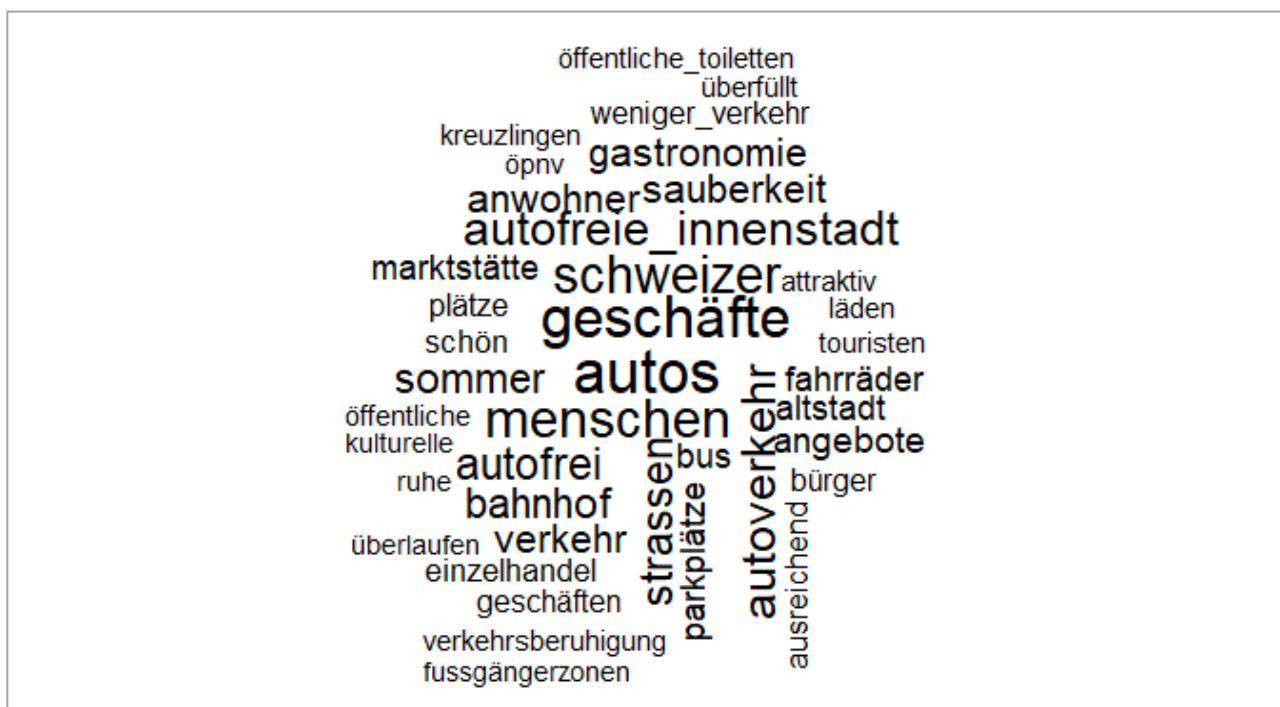 öffentliche_toiletten
überfüllt
weniger_verkehr
kreuzlingen
gastronomie
öpnv
anwohner
sauberkeit
autofreie_innenstadt
marktstätte
schweizer
attraktiv
plätze
geschäfte
läden
schön
touristen
sommer
autos
fahrräder
öffentliche
menschen
autoverkehr
altstadt
kulturelle
angebote
autofrei
strassen
bus
ruhe
bürger
bahnhof
parkplätze
überlaufen
verkehr
ausreichend
einzelhandel
geschäften
verkehrsberuhigung
fussgängerzonen